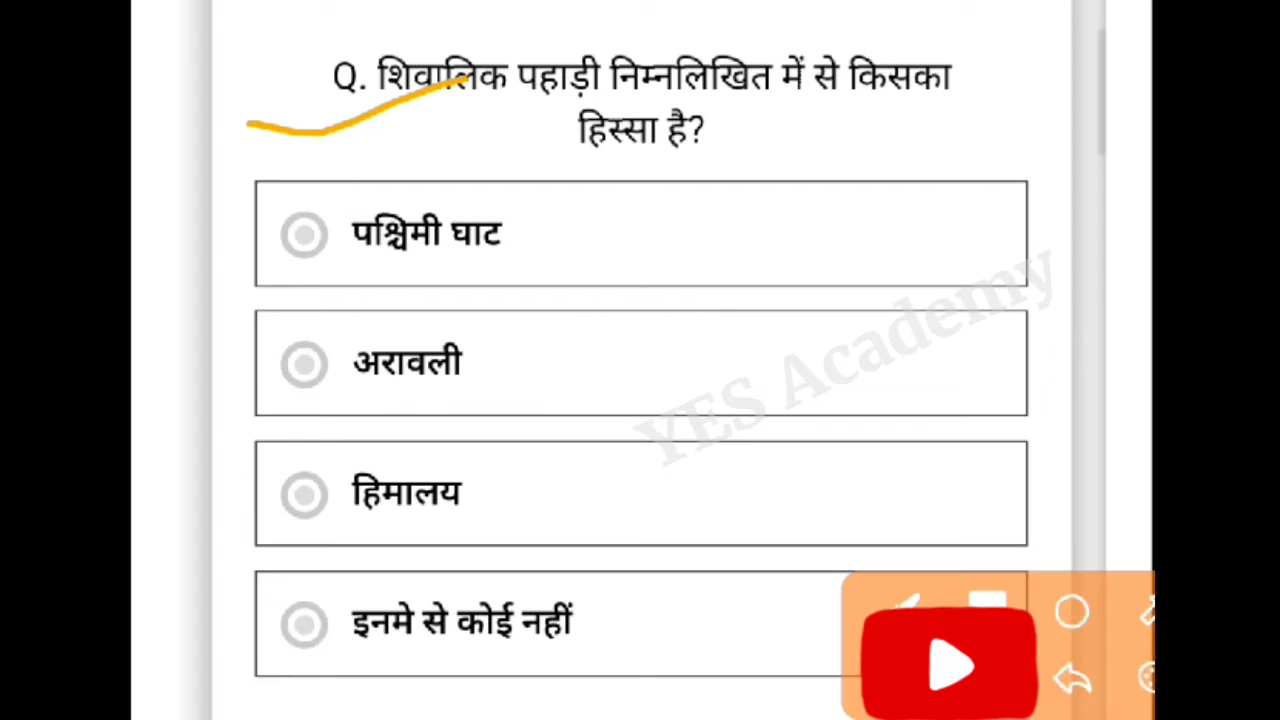 Q. शिवालिक पहाड़ी निम्नलिखित में से किसका
हिस्सा है?
पश्चिमी घाट
अरावली
हिमालय
इनमे से कोई नहीं
YES Academy